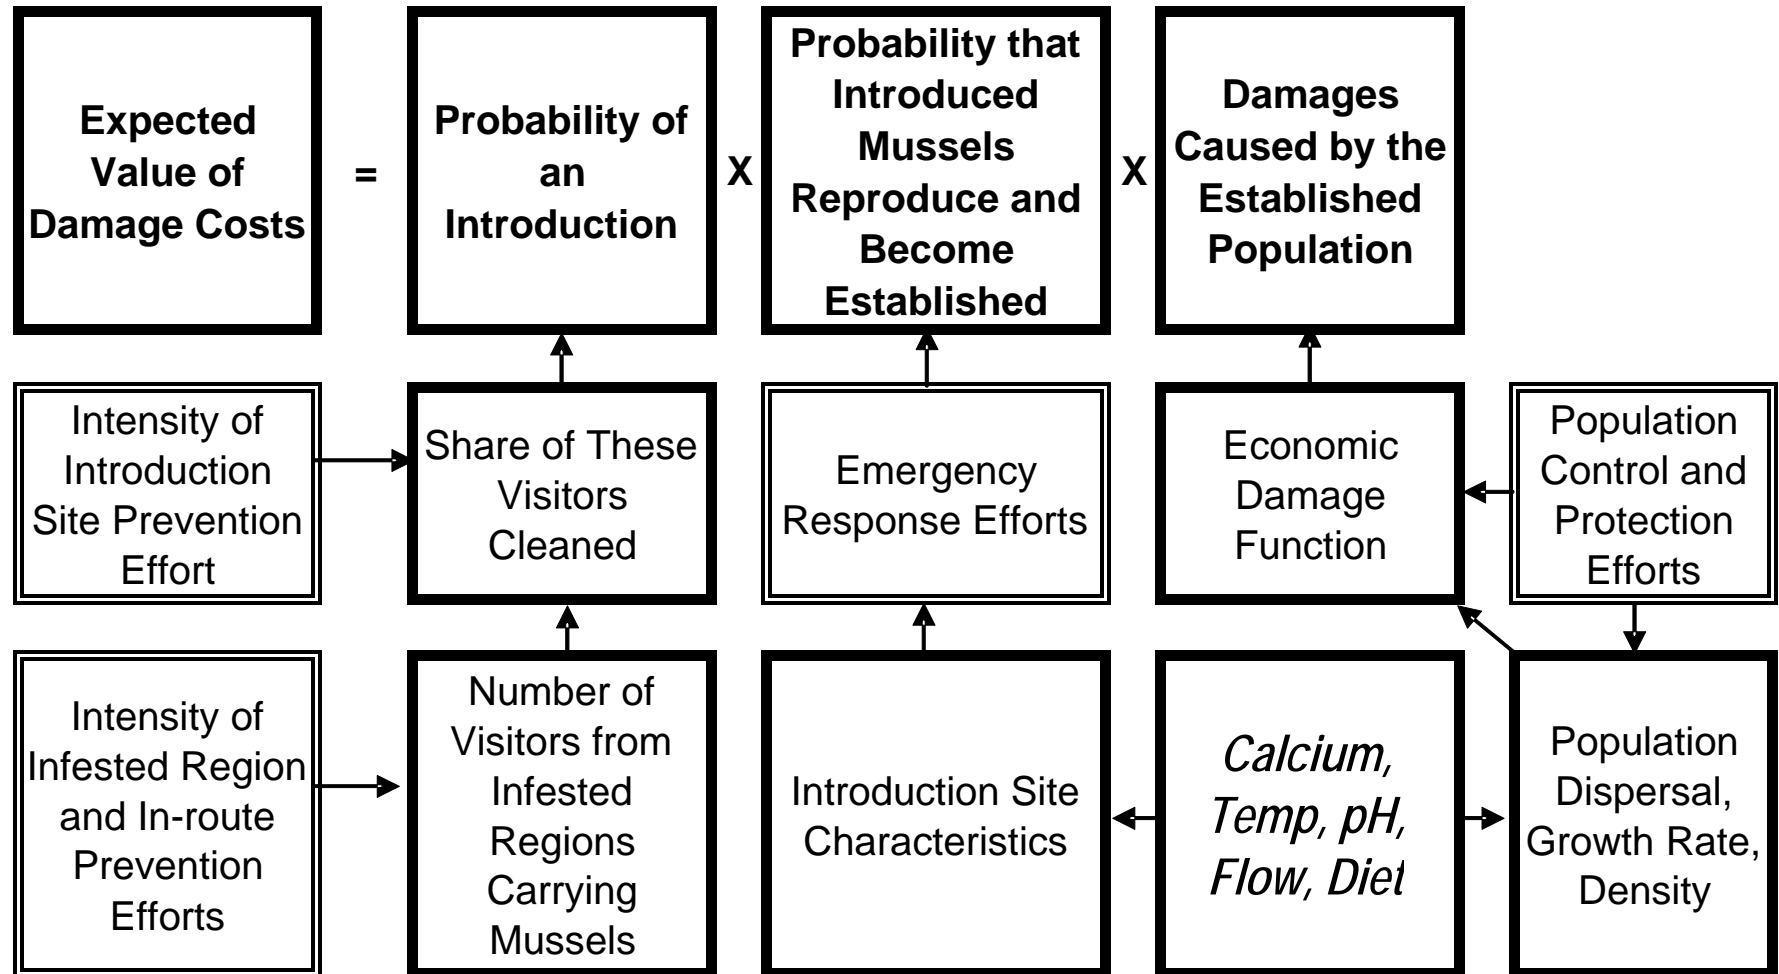 Expected
Value of
Damage Costs
=
Probability of
an
Introduction
X
Probability that
Introduced
Mussels
Reproduce and
Become
Established
X
Damages
Caused by the
Established
Population
Intensity of
Introduction
Site Prevention
Effort
Share of These
Visitors
Cleaned
Emergency
Response Efforts
Economic
Damage
Function
Population
Control and
Protection
Efforts
Intensity of
Infested Region
and In-route
Prevention
Efforts
Number of
Visitors from
Infested
Regions
Carrying
Mussels
Introduction Site
Characteristics
Calcium,
Temp, pH,
Flow, Diet
Population
Dispersal,
Growth Rate,
Density